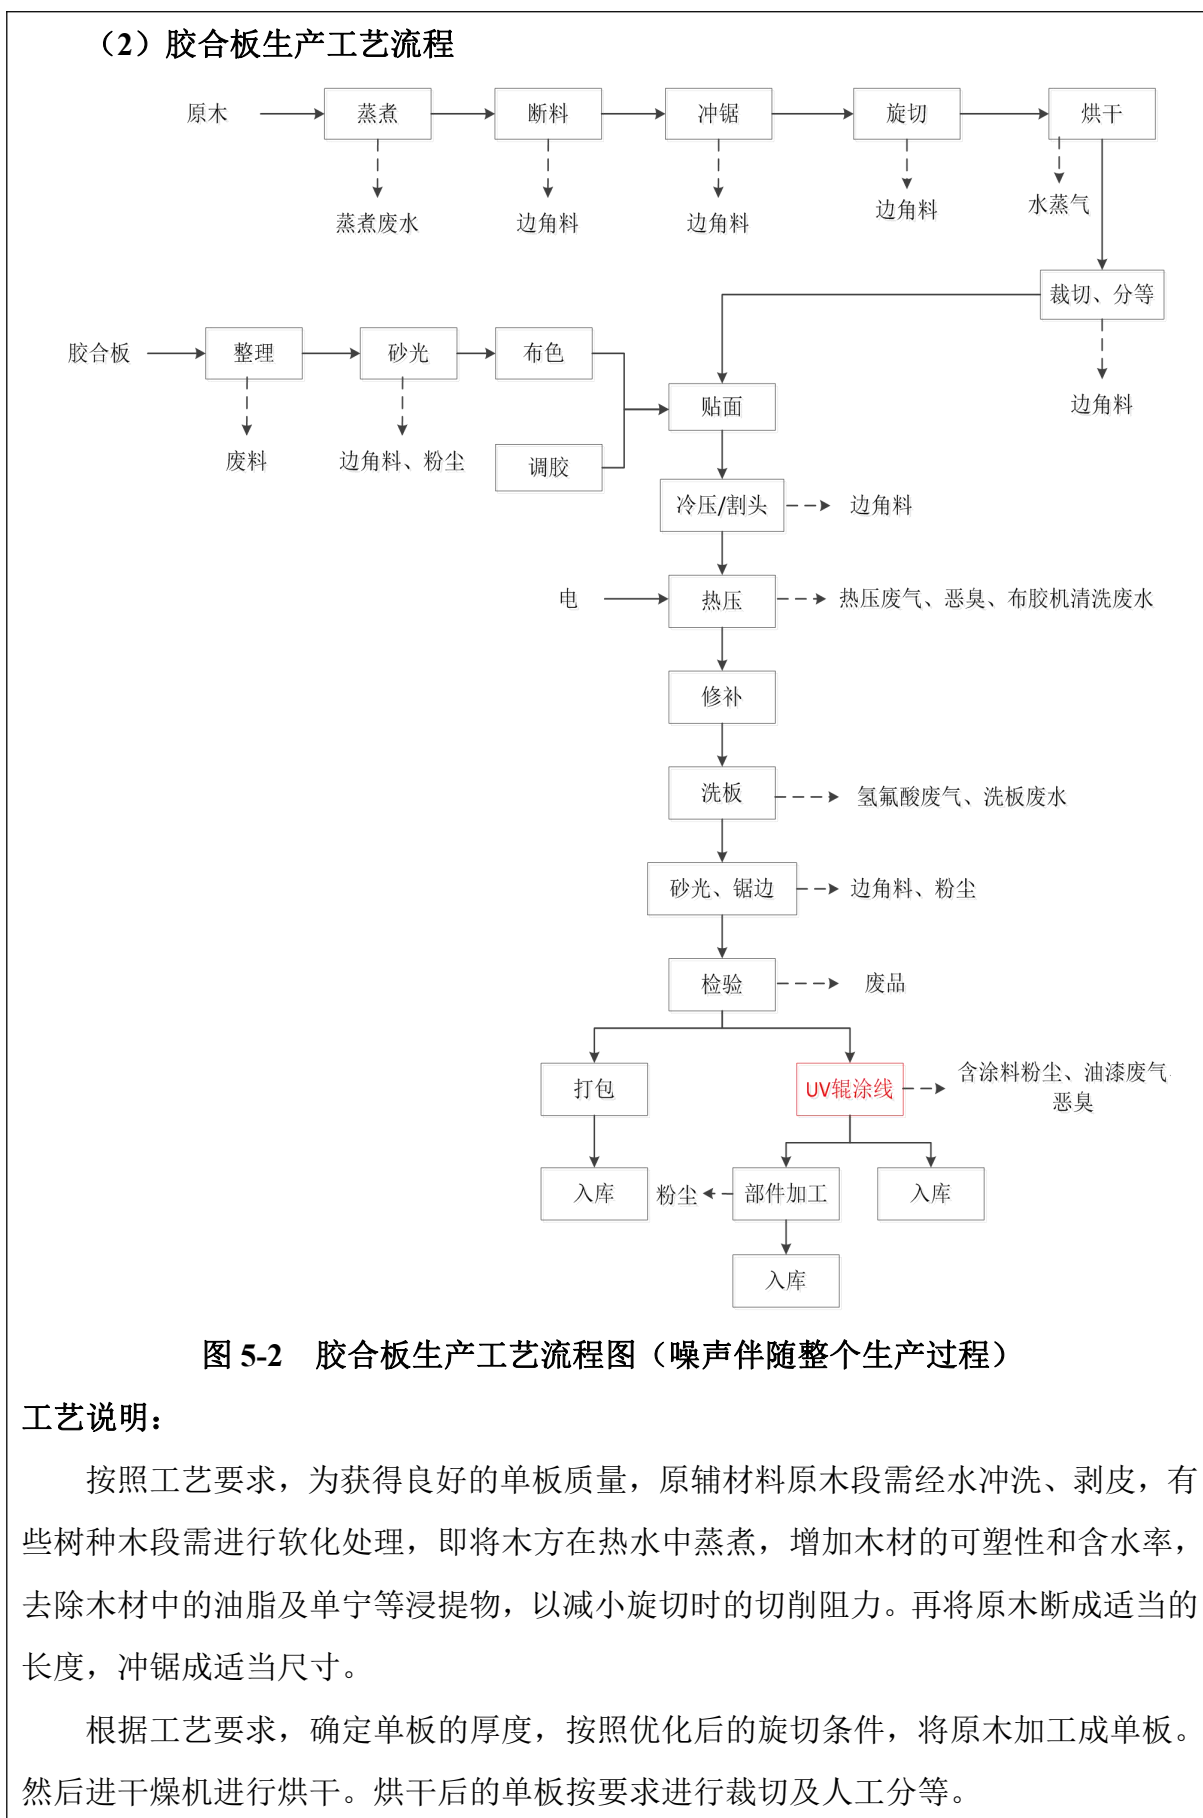 （2）胶合板生产工艺流程
原木 蒸煮 断料 冲锯 旋切 烘干
蒸煮废水 边角料 边角料 边角料 水蒸气
裁切、分等
胶合板 整理 砂光 布色
贴面
边角料
废料 边角料、粉尘 调胶
冷压/割头 边角料
电 热压 热压废气、恶臭、布胶机清洗废水
修补
洗板 氢氟酸废气、洗板废水
砂光、锯边 边角料、粉尘
检验 废品
打包 UV辊涂线 含涂料粉尘、油漆废气、
恶臭
入库 粉尘 部件加工 入库
入库
图 5-2 胶合板生产工艺流程图（噪声伴随整个生产过程）
工艺说明：
按照工艺要求，为获得良好的单板质量，原辅材料原木段需经水冲洗、剥皮，有
些树种木段需进行软化处理，即将木方在热水中蒸煮，增加木材的可塑性和含水率，
去除木材中的油脂及单宁等浸提物，以减小旋切时的切削阻力。再将原木断成适当的
长度，冲锯成适当尺寸。
根据工艺要求，确定单板的厚度，按照优化后的旋切条件，将原木加工成单板。
然后进干燥机进行烘干。烘干后的单板按要求进行裁切及人工分等。